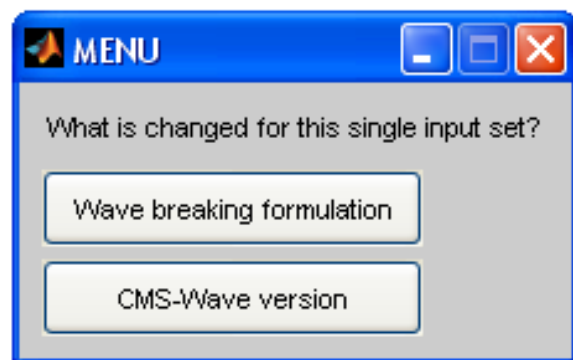 MENU
What is changed for this single input set?
Wave breaking formulation
CMS-Wave version